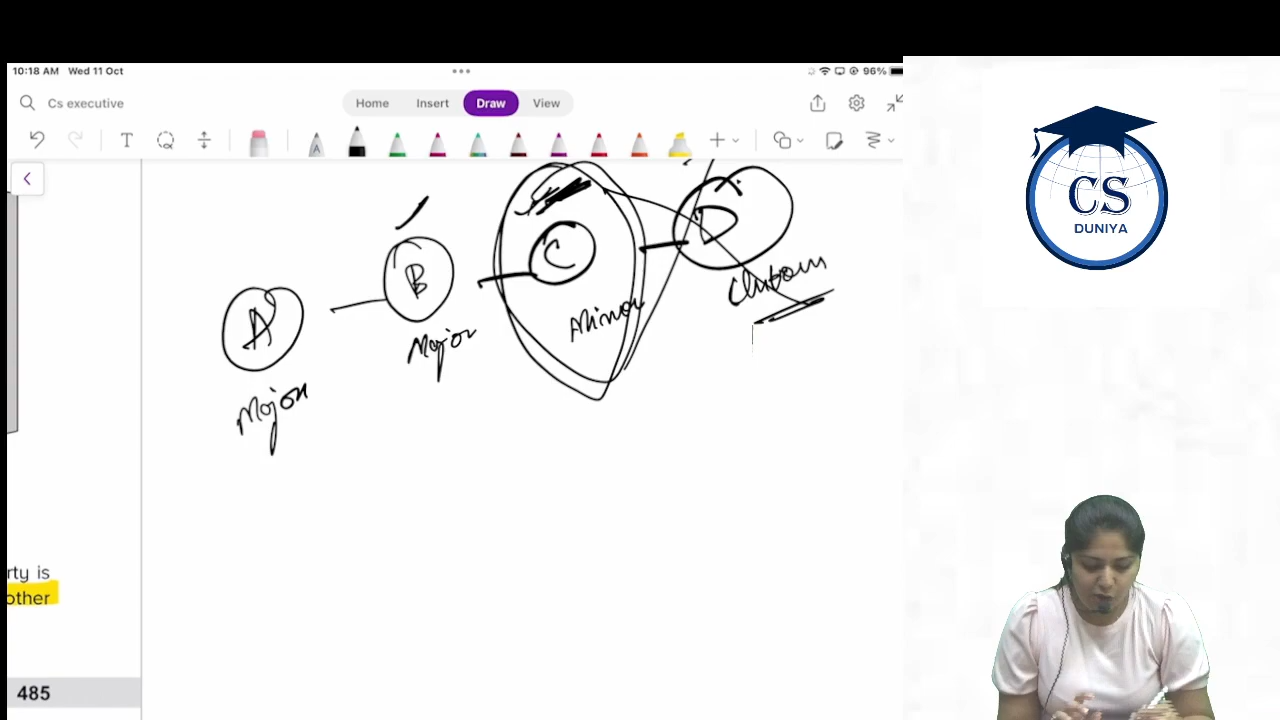 10:18 AM Wed 11 Oct
96%
Cs executive
Home Insert Draw View
T
A
CS
DUNIYA
A
Major
B
Major
C
Minor
D
rty is
other
485